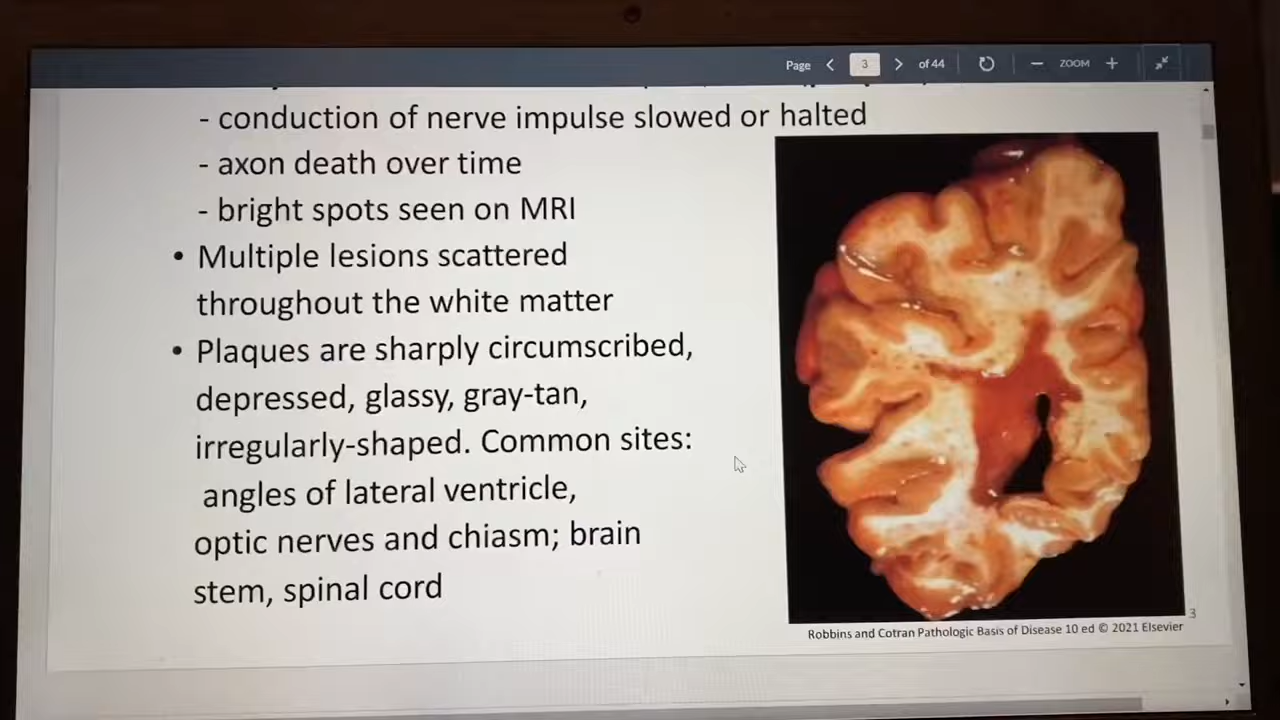 Page < 3 > of 44 − ZOOM +
- conduction of nerve impulse slowed or halted
- axon death over time
- bright spots seen on MRI
• Multiple lesions scattered
throughout the white matter
• Plaques are sharply circumscribed,
depressed, glassy, gray-tan,
irregularly-shaped. Common sites:
angles of lateral ventricle,
optic nerves and chiasm; brain
stem, spinal cord
3
Robbins and Cotran Pathologic Basis of Disease 10 ed © 2021 Elsevier